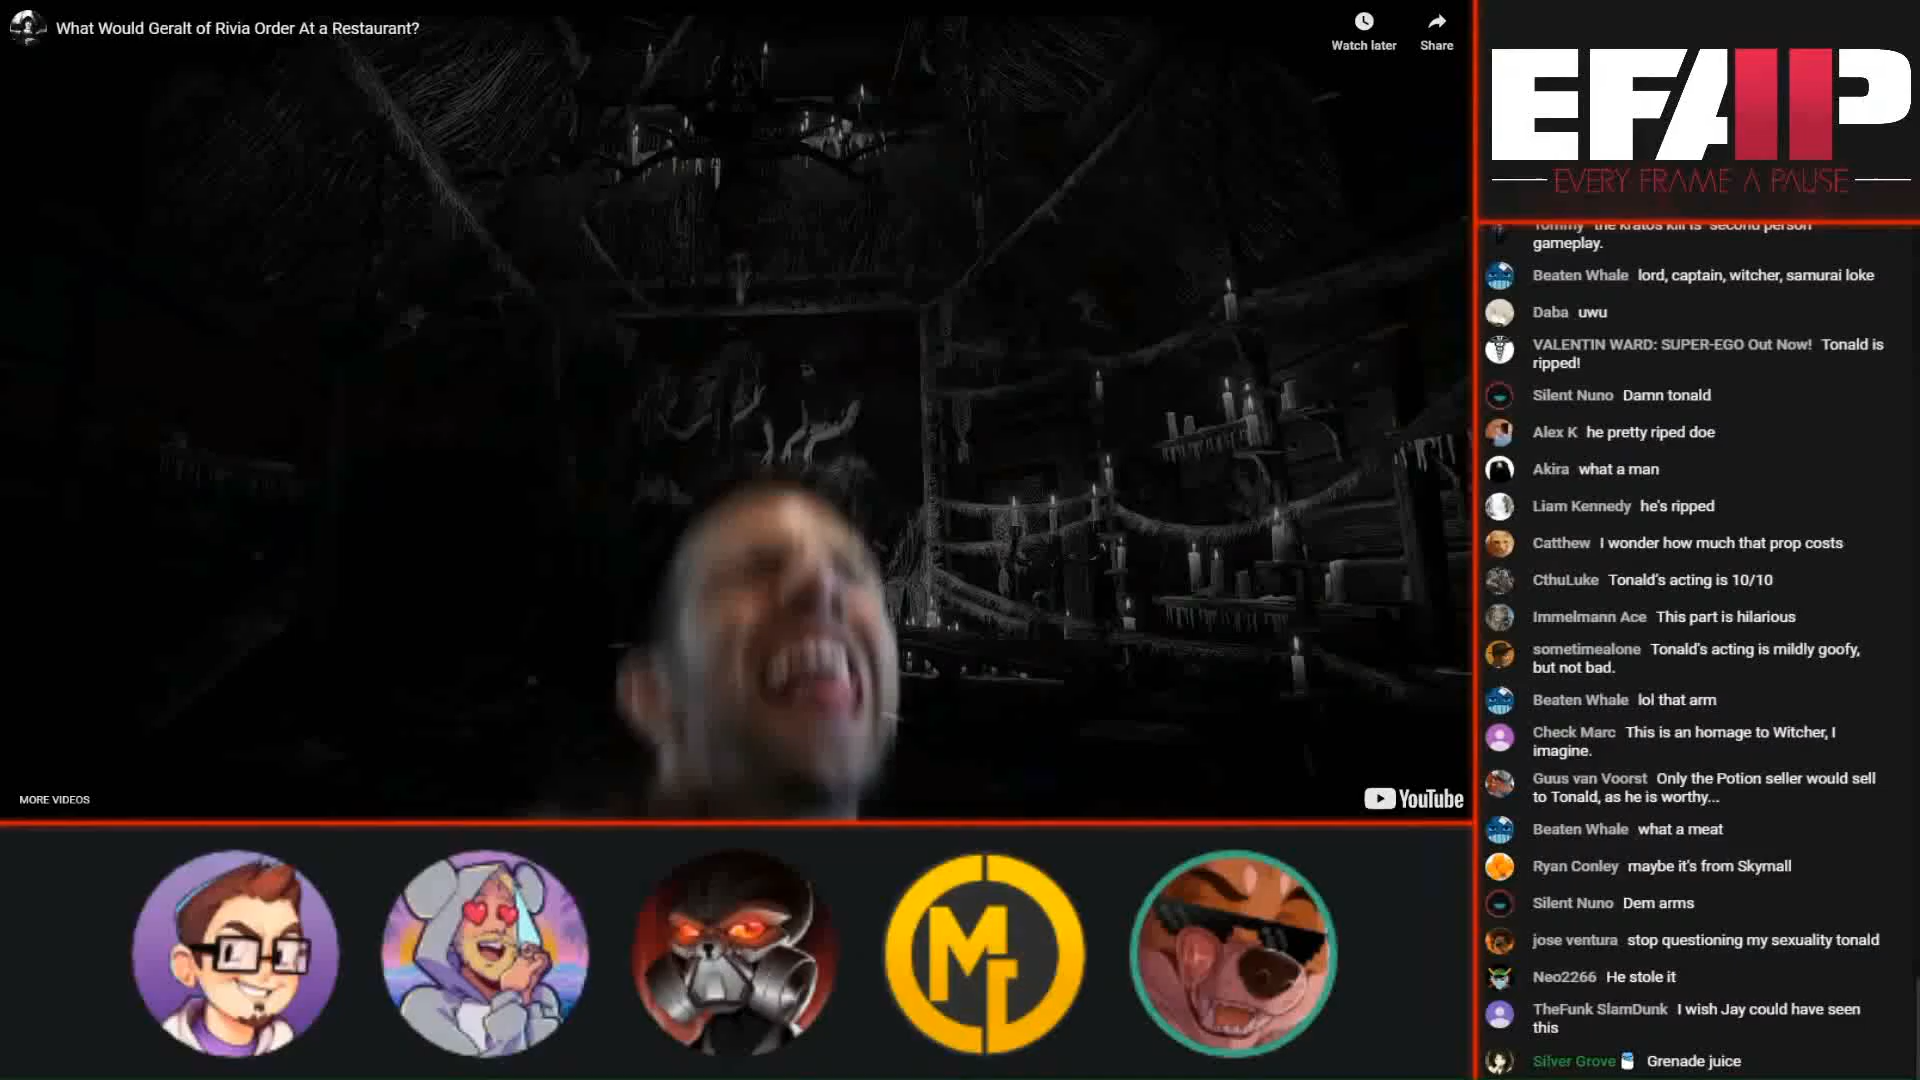 What Would Geralt of Rivia Order At a Restaurant?
Watch later
Share
MORE VIDEOS
YouTube
EFAP
EVERY FRAME A PAUSE
Tommy the Kratos kill is "second person
gameplay.
Beaten Whale lord, captain, witcher, samurai loke
Daba uwu
VALENTIN WARD: SUPER-EGO Out Now! Tonald is
ripped!
Silent Nuno Damn tonald
Alex K he pretty riped doe
Akira what a man
Liam Kennedy he's ripped
Catthew I wonder how much that prop costs
CthuLuke Tonald's acting is 10/10
Immelmann Ace This part is hilarious
sometimealone Tonald's acting is mildly goofy,
but not bad.
Beaten Whale lol that arm
Check Marc This is an homage to Witcher, I
imagine.
Guus van Voorst Only the Potion seller would sell
to Tonald, as he is worthy...
Beaten Whale what a meat
Ryan Conley maybe it's from Skymall
Silent Nuno Dem arms
jose ventura stop questioning my sexuality tonald
Neo2266 He stole it
TheFunk SlamDunk I wish Jay could have seen
this
Silver Grove Grenade juice